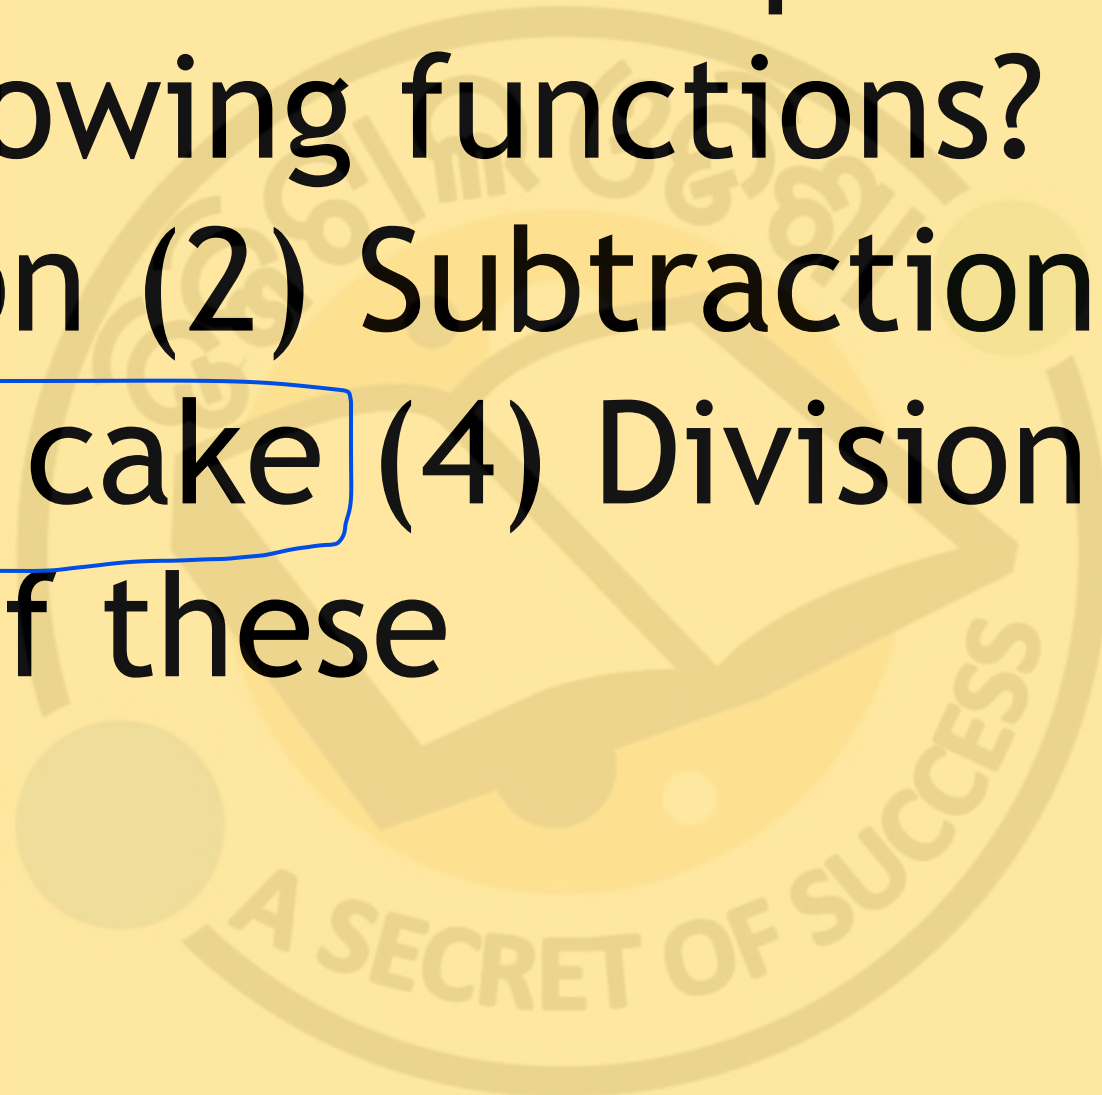 owing functions?
on (2) Subtraction
cake (4) Division
f these
A SECRET OF SUCCESS